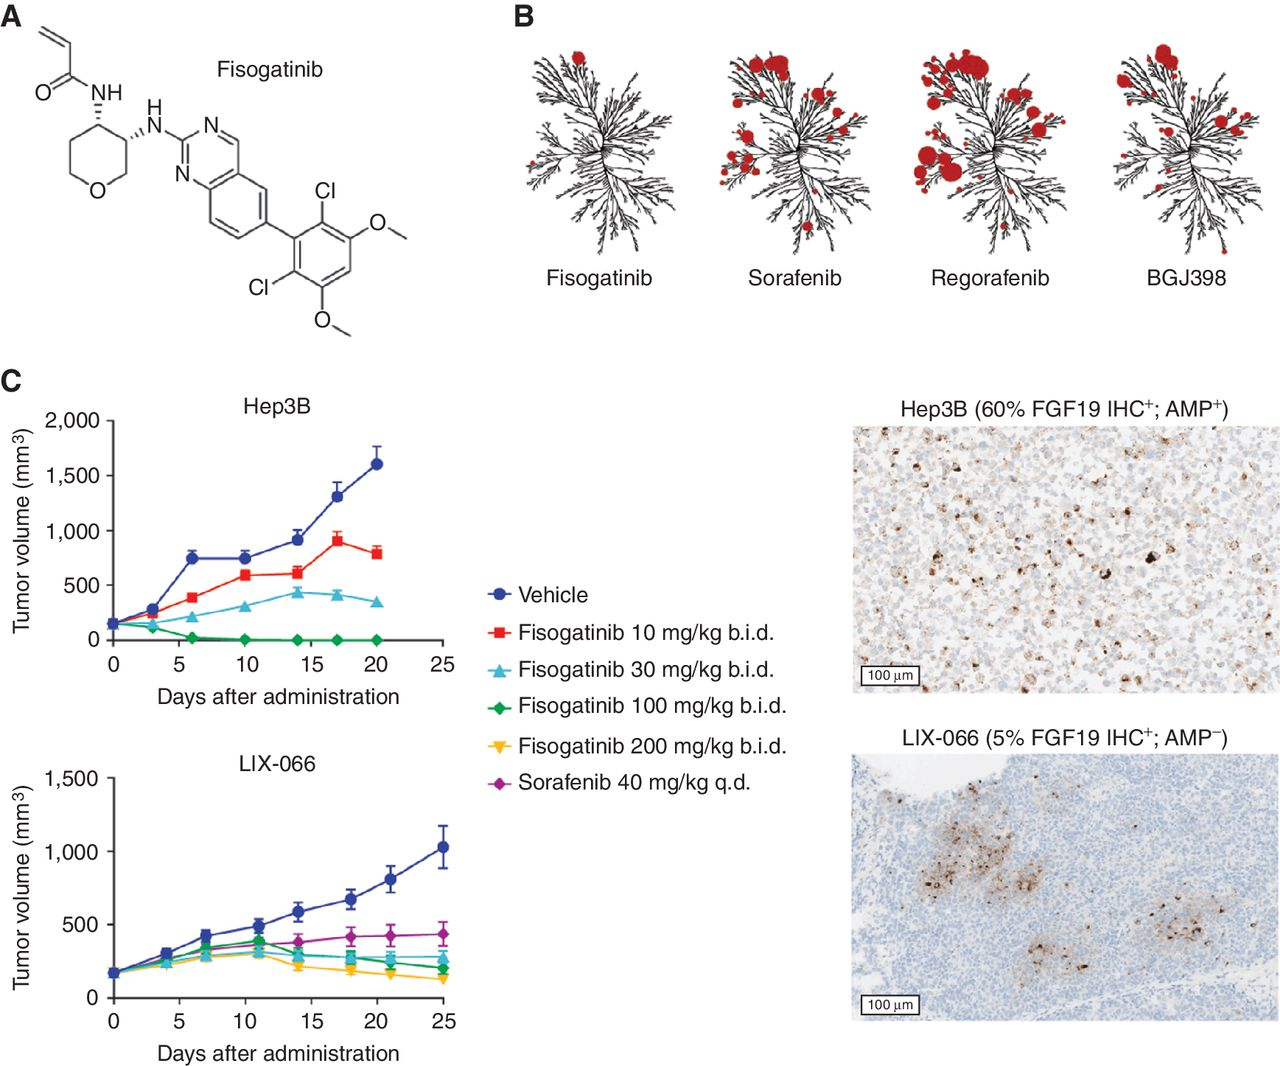 A
Fisogatinib
O
NH
H
N
N
N
O
Cl
O
Cl
O
B
Fisogatinib
Sorafenib
Regorafenib
BGJ398
C
Hep3B
Tumor volume (mm³)
2,000
1,500
1,000
500
0
0 5 10 15 20 25
Days after administration
LIX-066
Tumor volume (mm³)
1,500
1,000
500
0
0 5 10 15 20 25
Days after administration
Vehicle
Fisogatinib 10 mg/kg b.i.d.
Fisogatinib 30 mg/kg b.i.d.
Fisogatinib 100 mg/kg b.i.d.
Fisogatinib 200 mg/kg b.i.d.
Sorafenib 40 mg/kg q.d.
Hep3B (60% FGF19 IHC⁺; AMP⁺)
100 μm
LIX-066 (5% FGF19 IHC⁺; AMP⁻)
100 μm